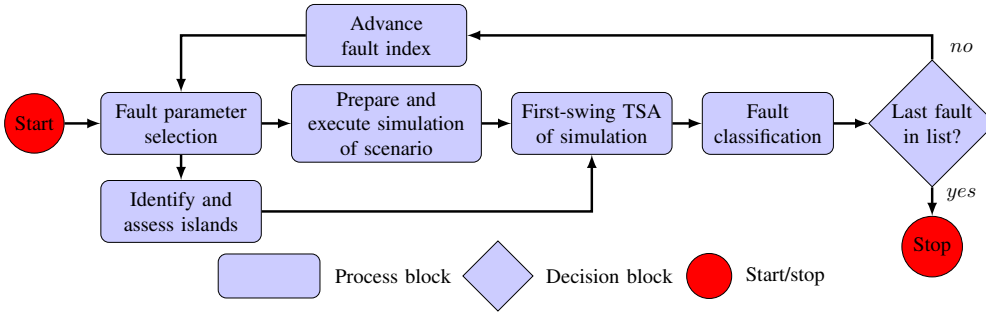 Advance
fault index
no
Start
Fault parameter
selection
Prepare and
execute simulation
of scenario
First-swing TSA
of simulation
Fault
classification
Last fault
in list?
yes
Identify and
assess islands
Stop
Process block
Decision block
Start/stop